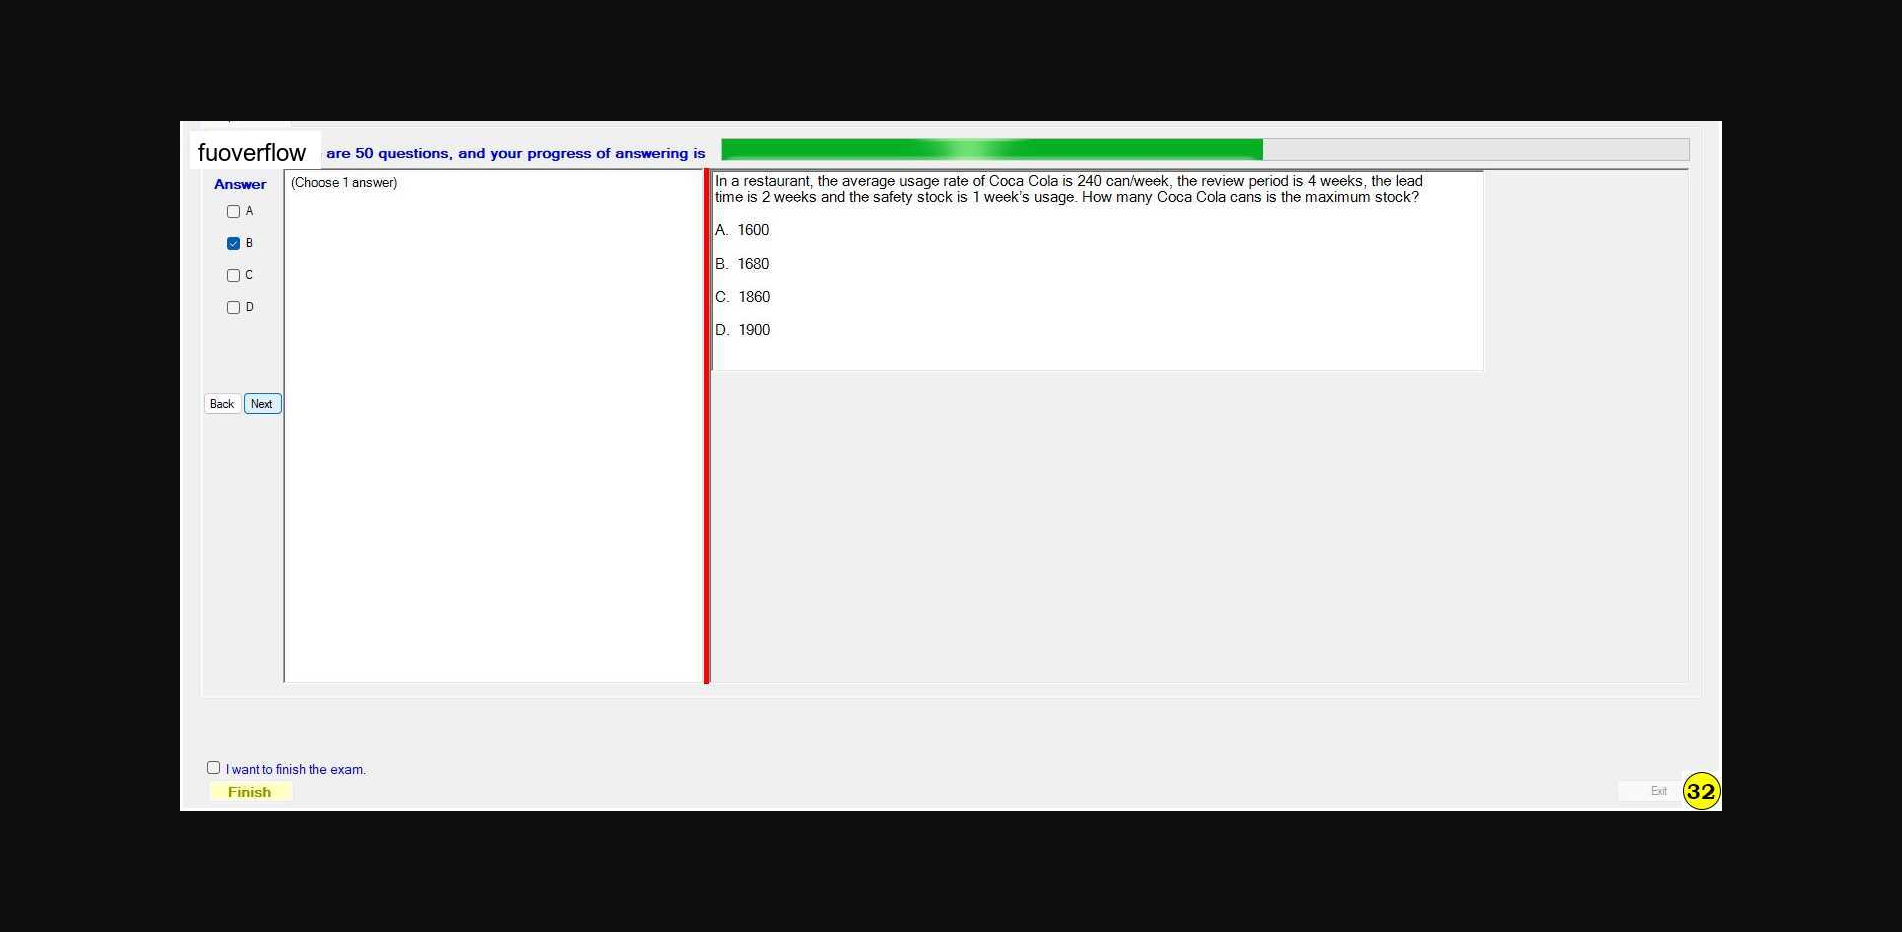 fuoverflow are 50 questions, and your progress of answering is
Answer
A
B
C
D
Back Next
(Choose 1 answer)
In a restaurant, the average usage rate of Coca Cola is 240 can/week, the review period is 4 weeks, the lead
time is 2 weeks and the safety stock is 1 week's usage. How many Coca Cola cans is the maximum stock?
A. 1600
B. 1680
C. 1860
D. 1900
I want to finish the exam.
Finish
Exit
32